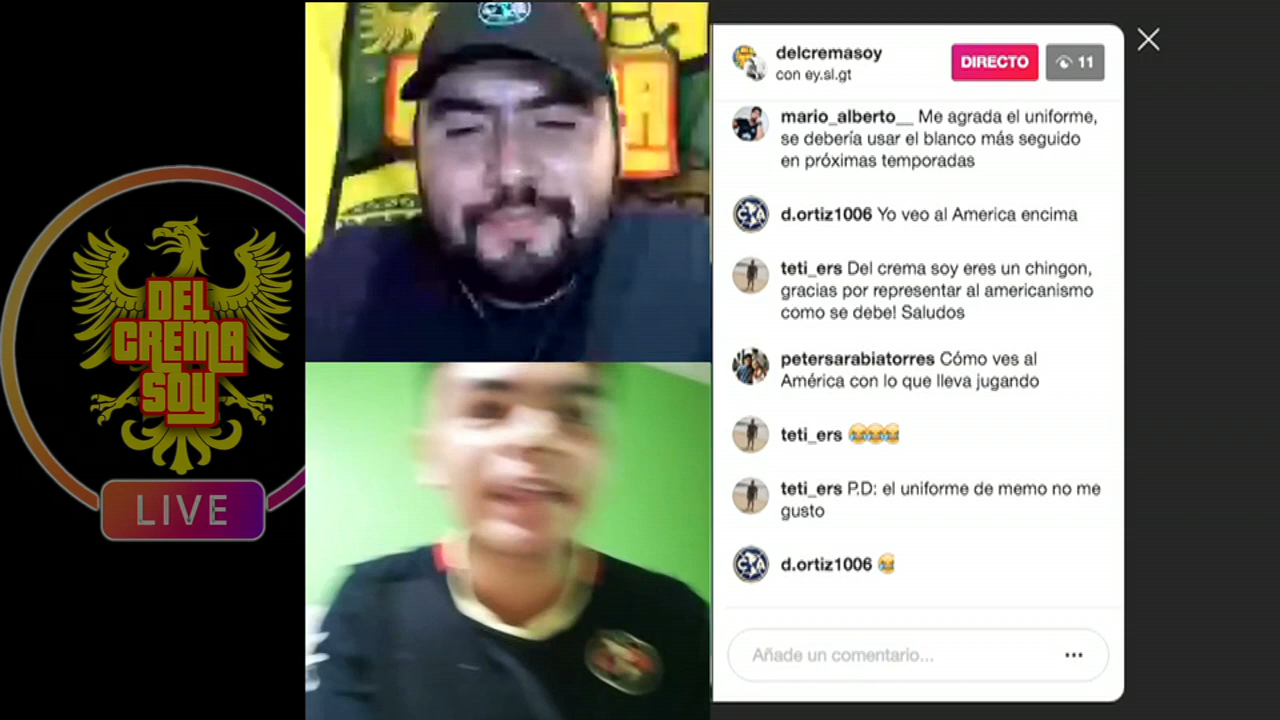 DEL
CREMA
SOY
LIVE
delcremasoy
con ey.sl.gt
DIRECTO
11
mario_alberto__ Me agrada el uniforme,
se debería usar el blanco más seguido
en próximas temporadas
d.ortiz1006 Yo veo al America encima
teti_ers Del crema soy eres un chingon,
gracias por representar al americanismo
como se debe! Saludos
petersarabiatorres Cómo ves al
América con lo que lleva jugando
teti_ers 😂😂😂
teti_ers P.D: el uniforme de memo no me
gusto
d.ortiz1006 😂
Añade un comentario...